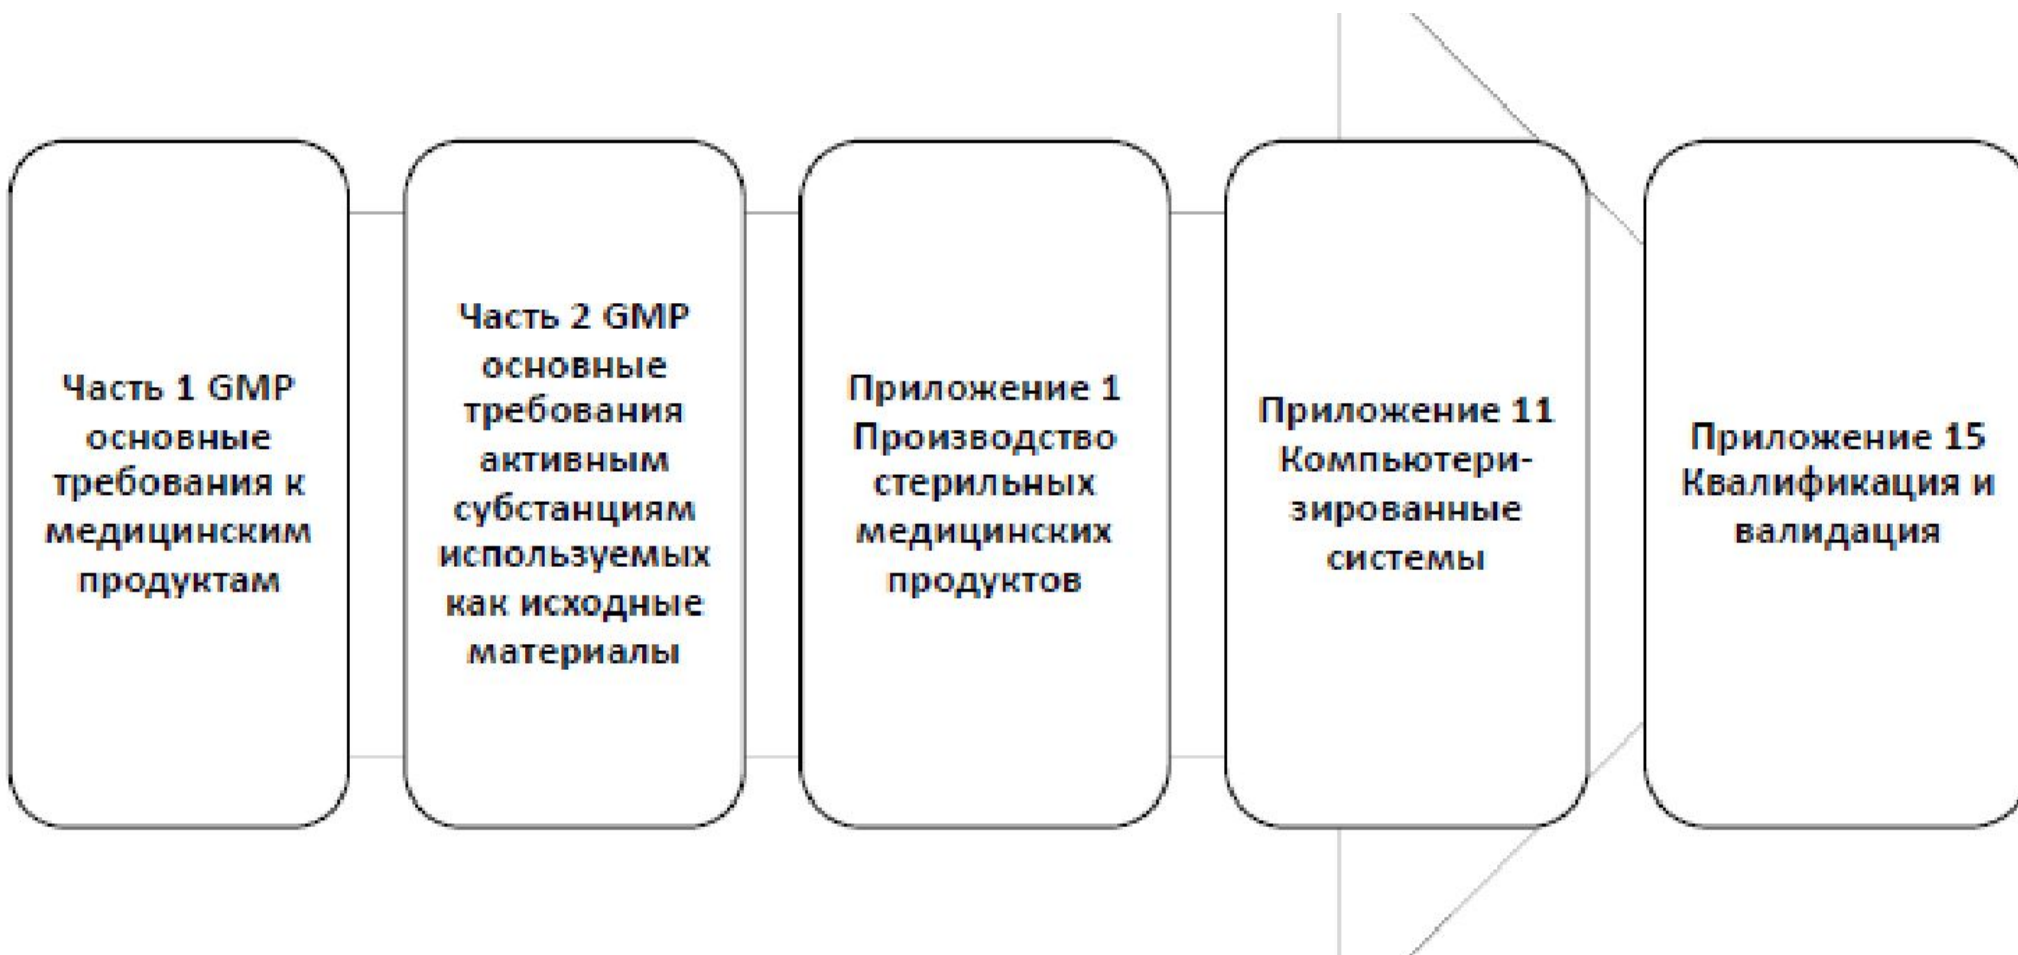 Часть 1 GMP
основные
требования к
медицинским
продуктам
Часть 2 GMP
основные
требования
активным
субстанциям
используемых
как исходные
материалы
Приложение 1
Производство
стерильных
медицинских
продуктов
Приложение 11
Компьютери-
зированные
системы
Приложение 15
Квалификация и
валидация